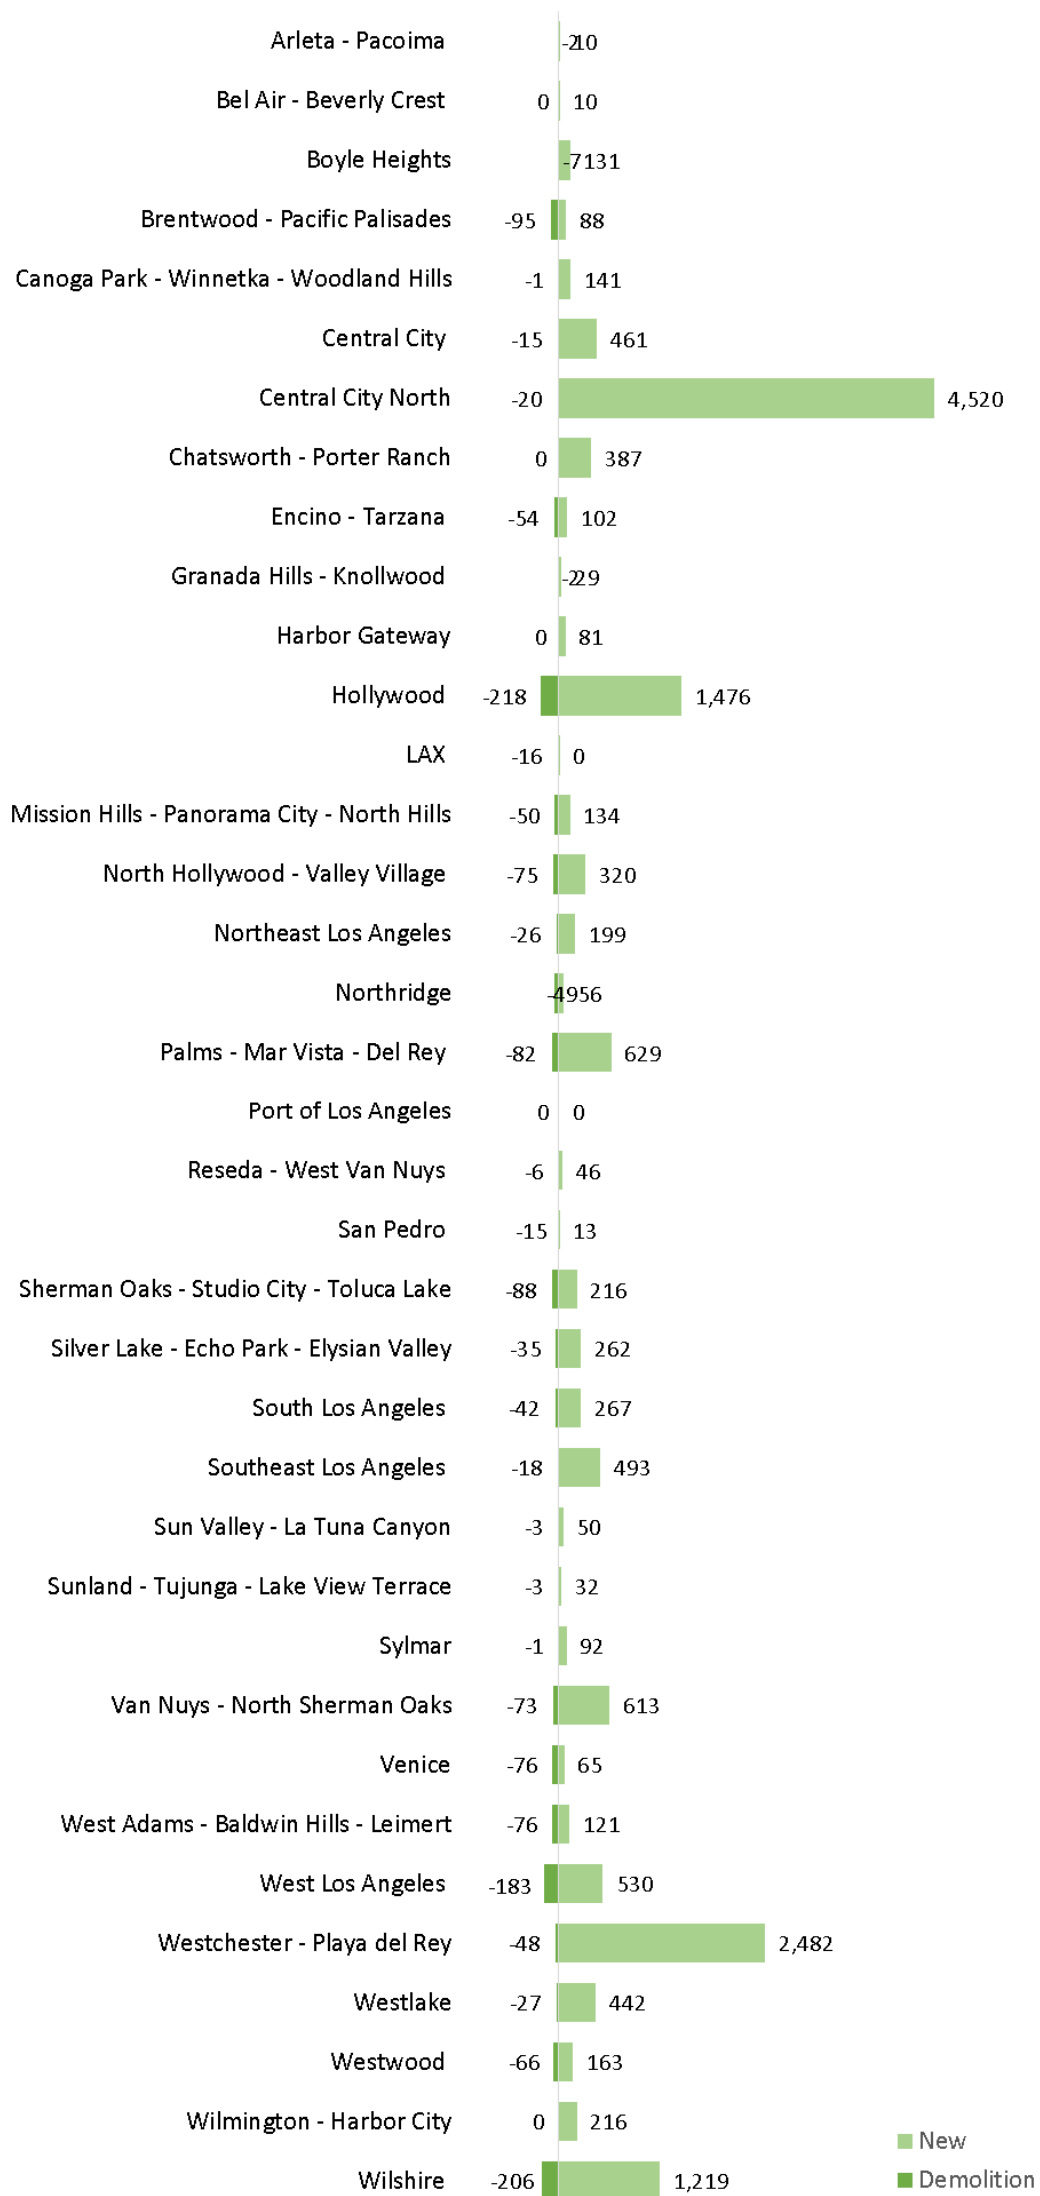 Arleta - Pacoima -2 10
Bel Air - Beverly Crest 0 10
Boyle Heights -7 131
Brentwood - Pacific Palisades -95 88
Canoga Park - Winnetka - Woodland Hills -1 141
Central City -15 461
Central City North -20 4,520
Chatsworth - Porter Ranch 0 387
Encino - Tarzana -54 102
Granada Hills - Knollwood -2 29
Harbor Gateway 0 81
Hollywood -218 1,476
LAX -16 0
Mission Hills - Panorama City - North Hills -50 134
North Hollywood - Valley Village -75 320
Northeast Los Angeles -26 199
Northridge -49 56
Palms - Mar Vista - Del Rey -82 629
Port of Los Angeles 0 0
Reseda - West Van Nuys -6 46
San Pedro -15 13
Sherman Oaks - Studio City - Toluca Lake -88 216
Silver Lake - Echo Park - Elysian Valley -35 262
South Los Angeles -42 267
Southeast Los Angeles -18 493
Sun Valley - La Tuna Canyon -3 50
Sunland - Tujunga - Lake View Terrace -3 32
Sylmar -1 92
Van Nuys - North Sherman Oaks -73 613
Venice -76 65
West Adams - Baldwin Hills - Leimert -76 121
West Los Angeles -183 530
Westchester - Playa del Rey -48 2,482
Westlake -27 442
Westwood -66 163
Wilmington - Harbor City 0 216
New
Wilshire -206 1,219
Demolition